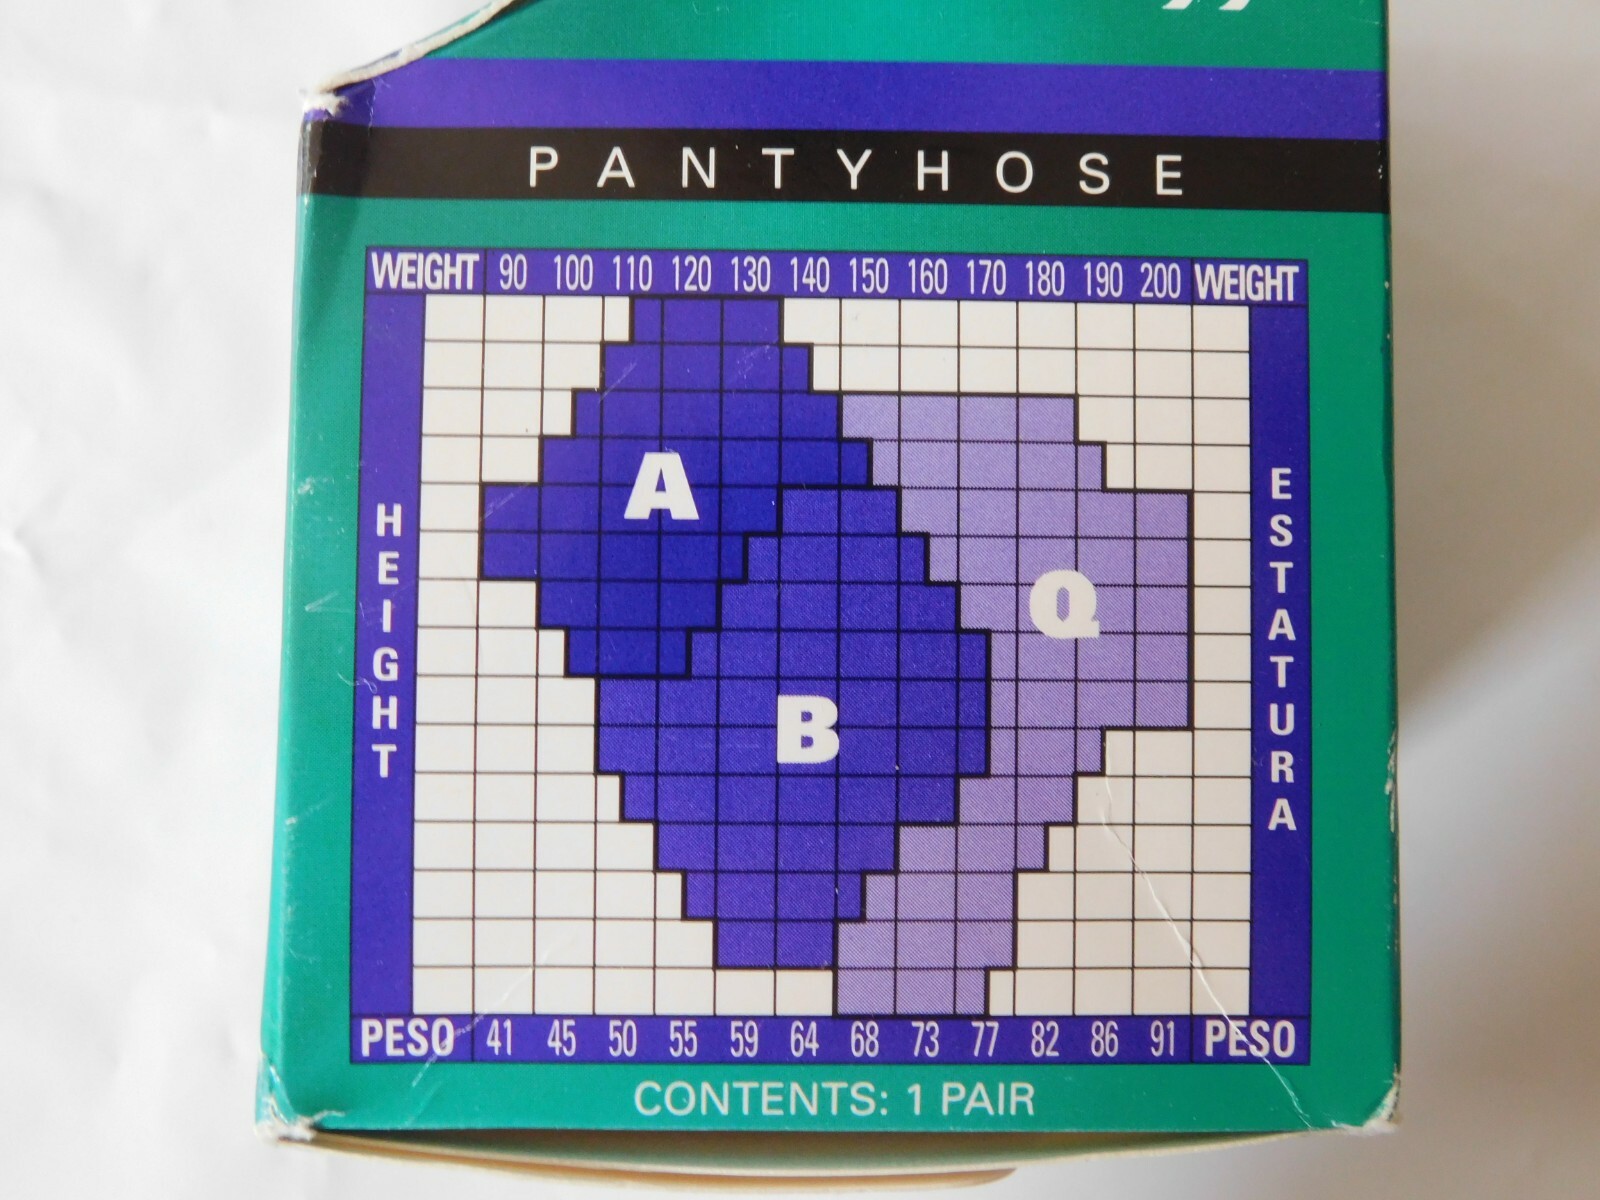 PANTYHOSE
WEIGHT 90 100 110 120 130 140 150 160 170 180 190 200 WEIGHT
HEIGHT
A
B
Q
ESTATURA
PESO 41 45 50 55 59 64 68 73 77 82 86 91 PESO
CONTENTS: 1 PAIR